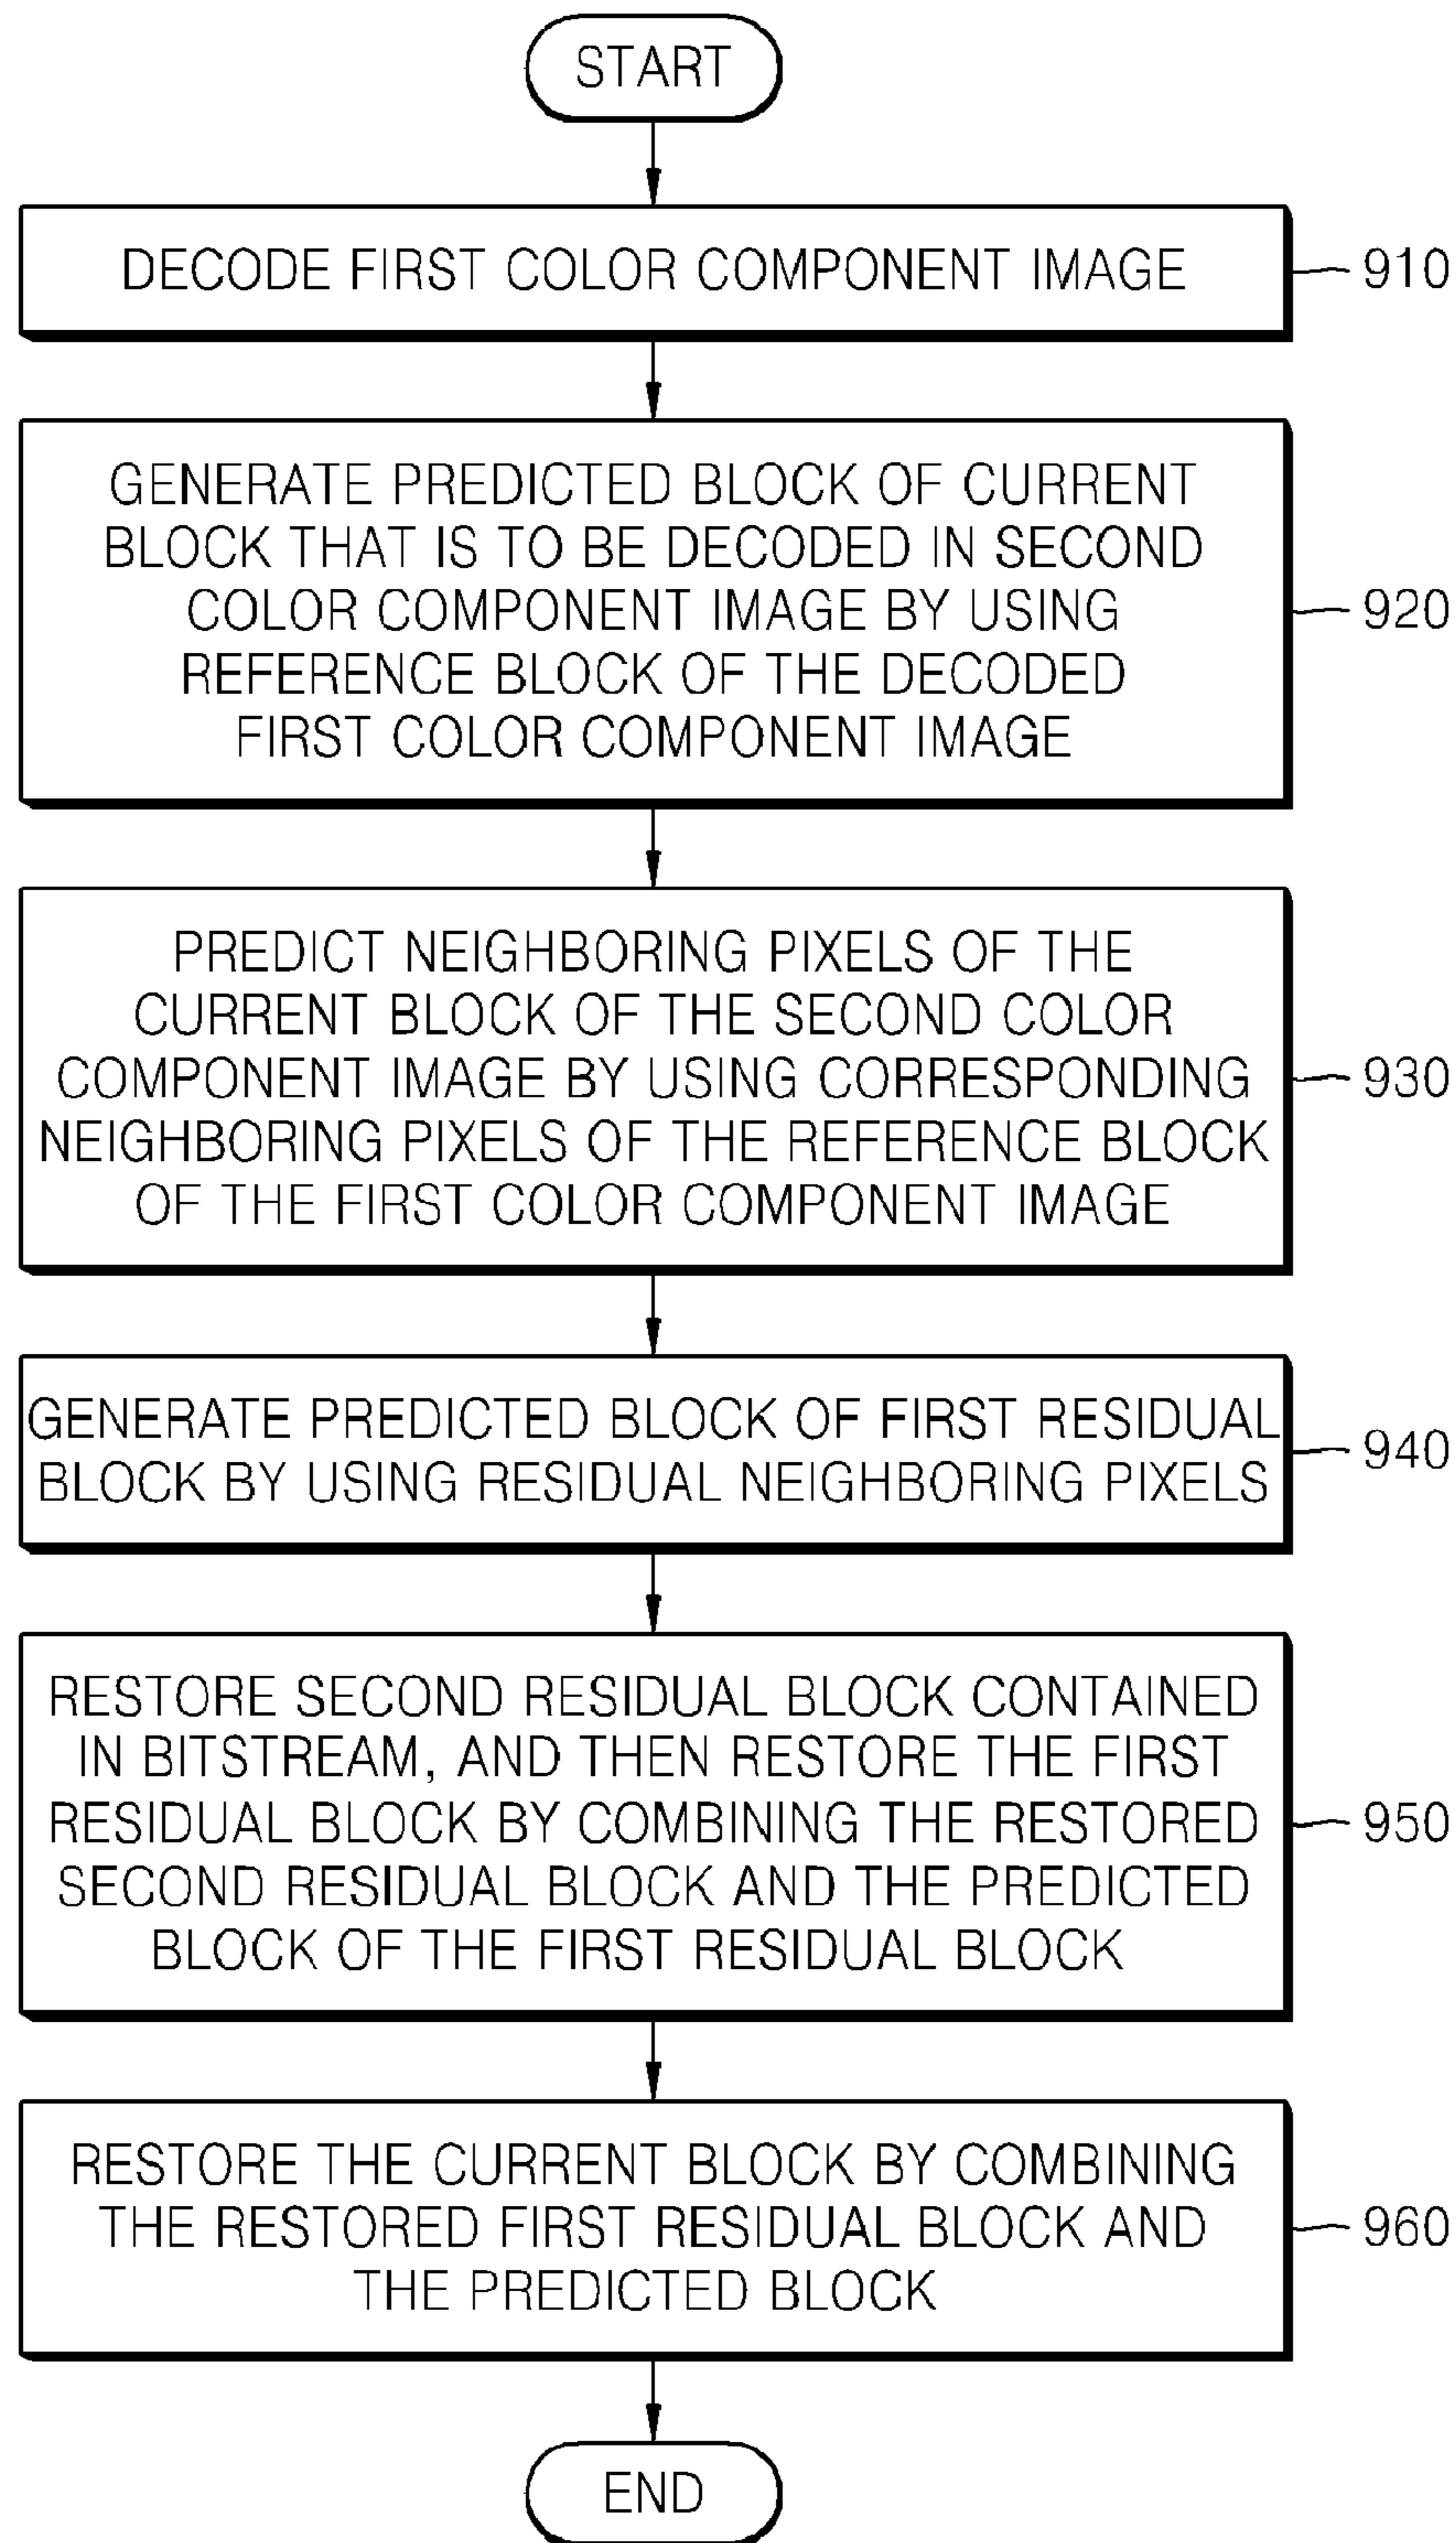 START
DECODE FIRST COLOR COMPONENT IMAGE
910
GENERATE PREDICTED BLOCK OF CURRENT
BLOCK THAT IS TO BE DECODED IN SECOND
COLOR COMPONENT IMAGE BY USING
REFERENCE BLOCK OF THE DECODED
FIRST COLOR COMPONENT IMAGE
920
PREDICT NEIGHBORING PIXELS OF THE
CURRENT BLOCK OF THE SECOND COLOR
COMPONENT IMAGE BY USING CORRESPONDING
NEIGHBORING PIXELS OF THE REFERENCE BLOCK
OF THE FIRST COLOR COMPONENT IMAGE
930
GENERATE PREDICTED BLOCK OF FIRST RESIDUAL
BLOCK BY USING RESIDUAL NEIGHBORING PIXELS
940
RESTORE SECOND RESIDUAL BLOCK CONTAINED
IN BITSTREAM, AND THEN RESTORE THE FIRST
RESIDUAL BLOCK BY COMBINING THE RESTORED
SECOND RESIDUAL BLOCK AND THE PREDICTED
BLOCK OF THE FIRST RESIDUAL BLOCK
950
RESTORE THE CURRENT BLOCK BY COMBINING
THE RESTORED FIRST RESIDUAL BLOCK AND
THE PREDICTED BLOCK
960
END